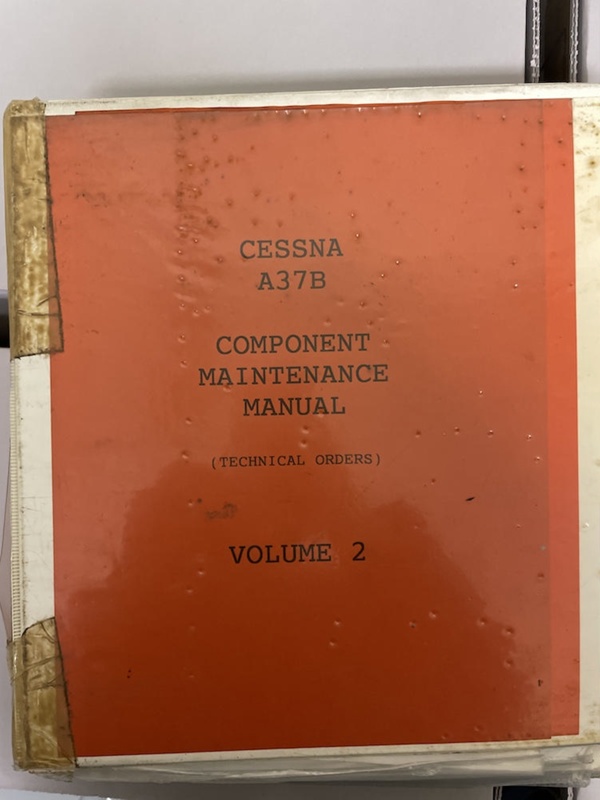 CESSNA
A37B
COMPONENT
MAINTENANCE
MANUAL
(TECHNICAL ORDERS)
VOLUME 2